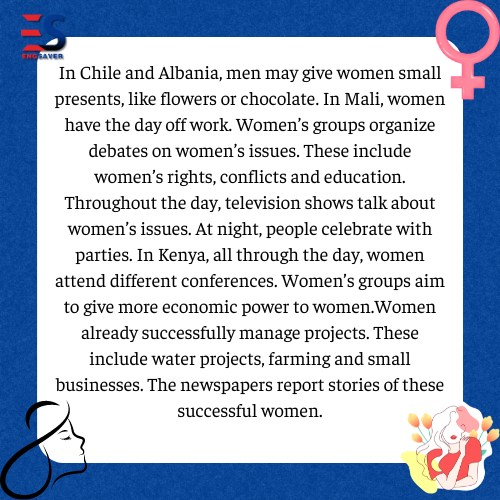 ES
ENGSAVER
In Chile and Albania, men may give women small
presents, like flowers or chocolate. In Mali, women
have the day off work. Women’s groups organize
debates on women’s issues. These include
women’s rights, conflicts and education.
Throughout the day, television shows talk about
women’s issues. At night, people celebrate with
parties. In Kenya, all through the day, women
attend different conferences. Women’s groups aim
to give more economic power to women.Women
already successfully manage projects. These
include water projects, farming and small
businesses. The newspapers report stories of these
successful women.